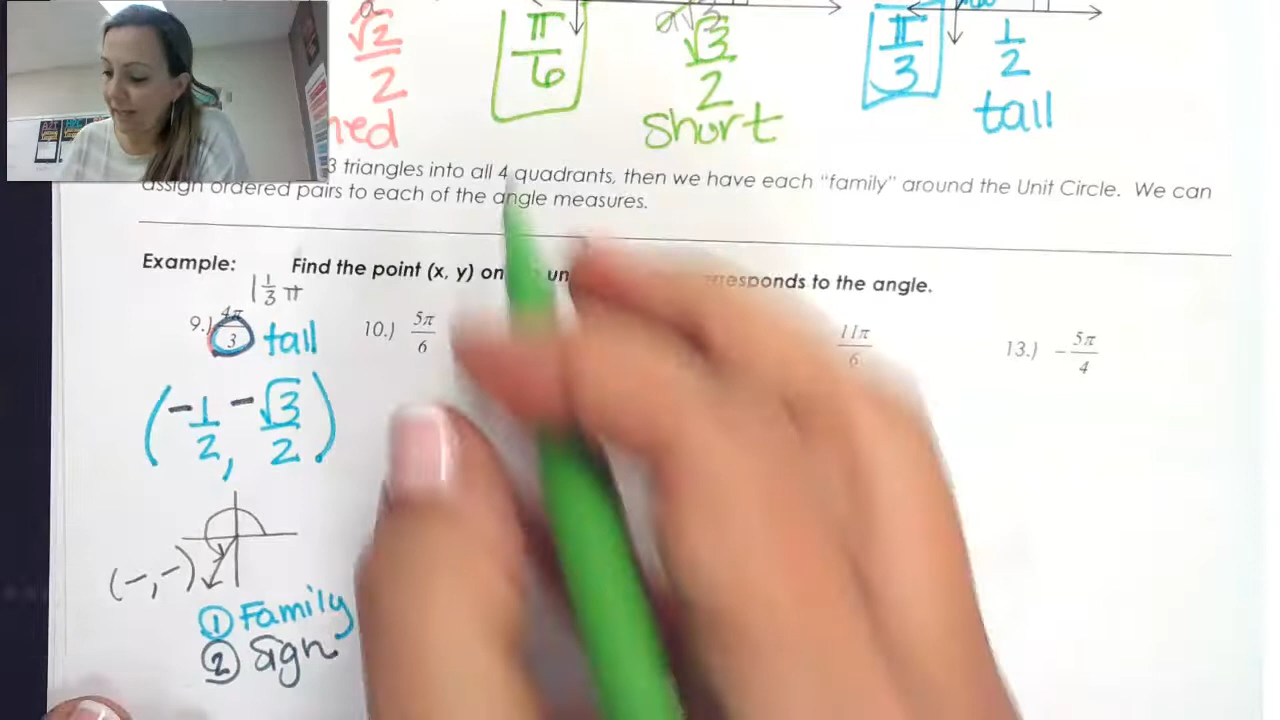 √2/2 π/6 √3/2 π/3 1/2
short tall
3 triangles into all 4 quadrants, then we have each “family” around the Unit Circle. We can
assign ordered pairs to each of the angle measures.
Example: Find the point (x, y) on un responds to the angle.
1 1/3 π
9.) 4π/3 tall 10.) 5π/6 11π/6 13.) -5π/4
(-1/2, -√3/2)
(-,-)
① Family
② Sign